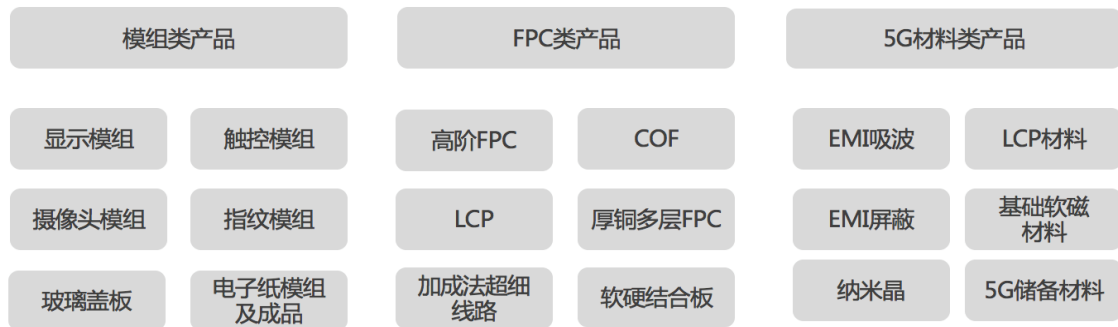 模组类产品
FPC类产品
5G材料类产品
显示模组
触控模组
高阶FPC
COF
EMI吸波
LCP材料
摄像头模组
指纹模组
LCP
厚铜多层FPC
EMI屏蔽
基础软磁
材料
玻璃盖板
电子纸模组
及成品
加成法超细
线路
软硬结合板
纳米晶
5G储备材料